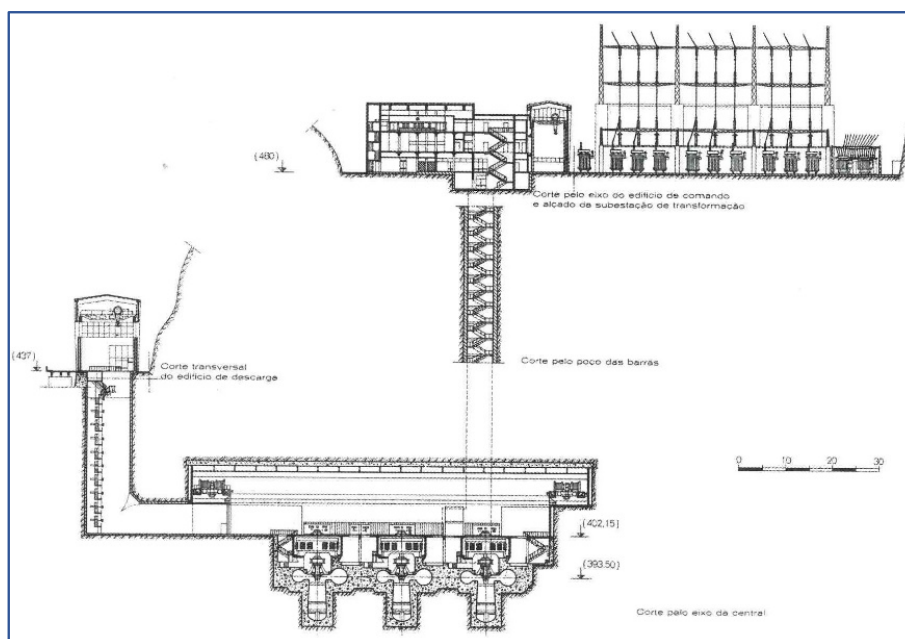 (480)
Corte pelo eixo do edifício de comando
e alçado da subestação de transformação.
(437)
Corte transversal
do edifício de descarga
Corte pelo poço das barras
0 10 20 30
(402,15)
(393.50)
Corte pelo eixo da central